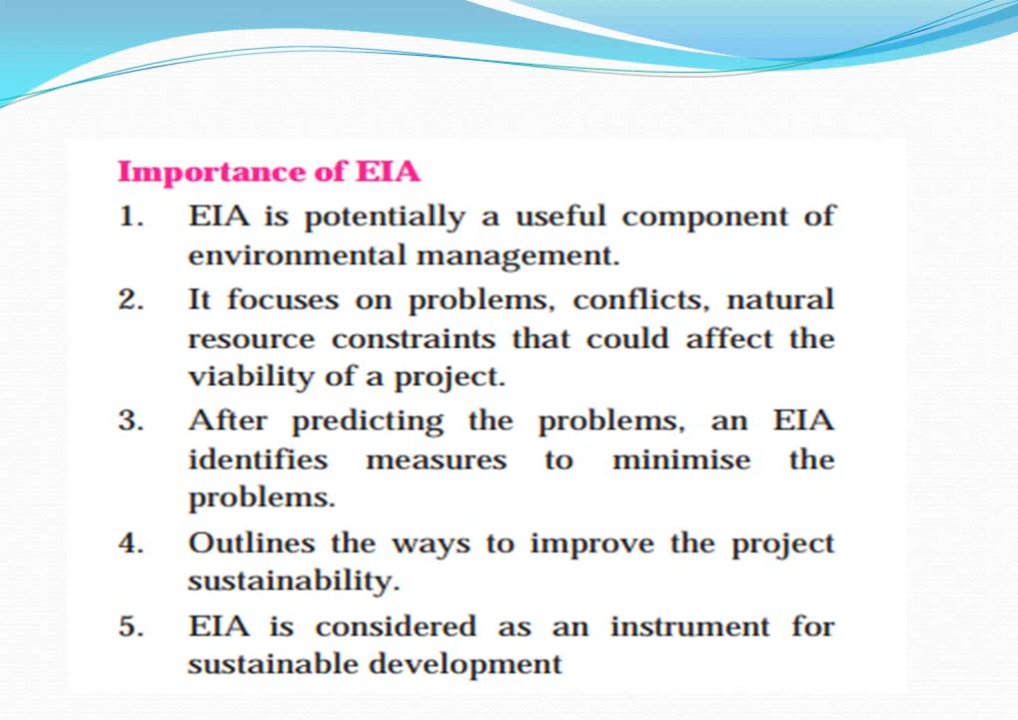 Importance of EIA
1. EIA is potentially a useful component of
environmental management.
2. It focuses on problems, conflicts, natural
resource constraints that could affect the
viability of a project.
3. After predicting the problems, an EIA
identifies measures to minimise the
problems.
4. Outlines the ways to improve the project
sustainability.
5. EIA is considered as an instrument for
sustainable development